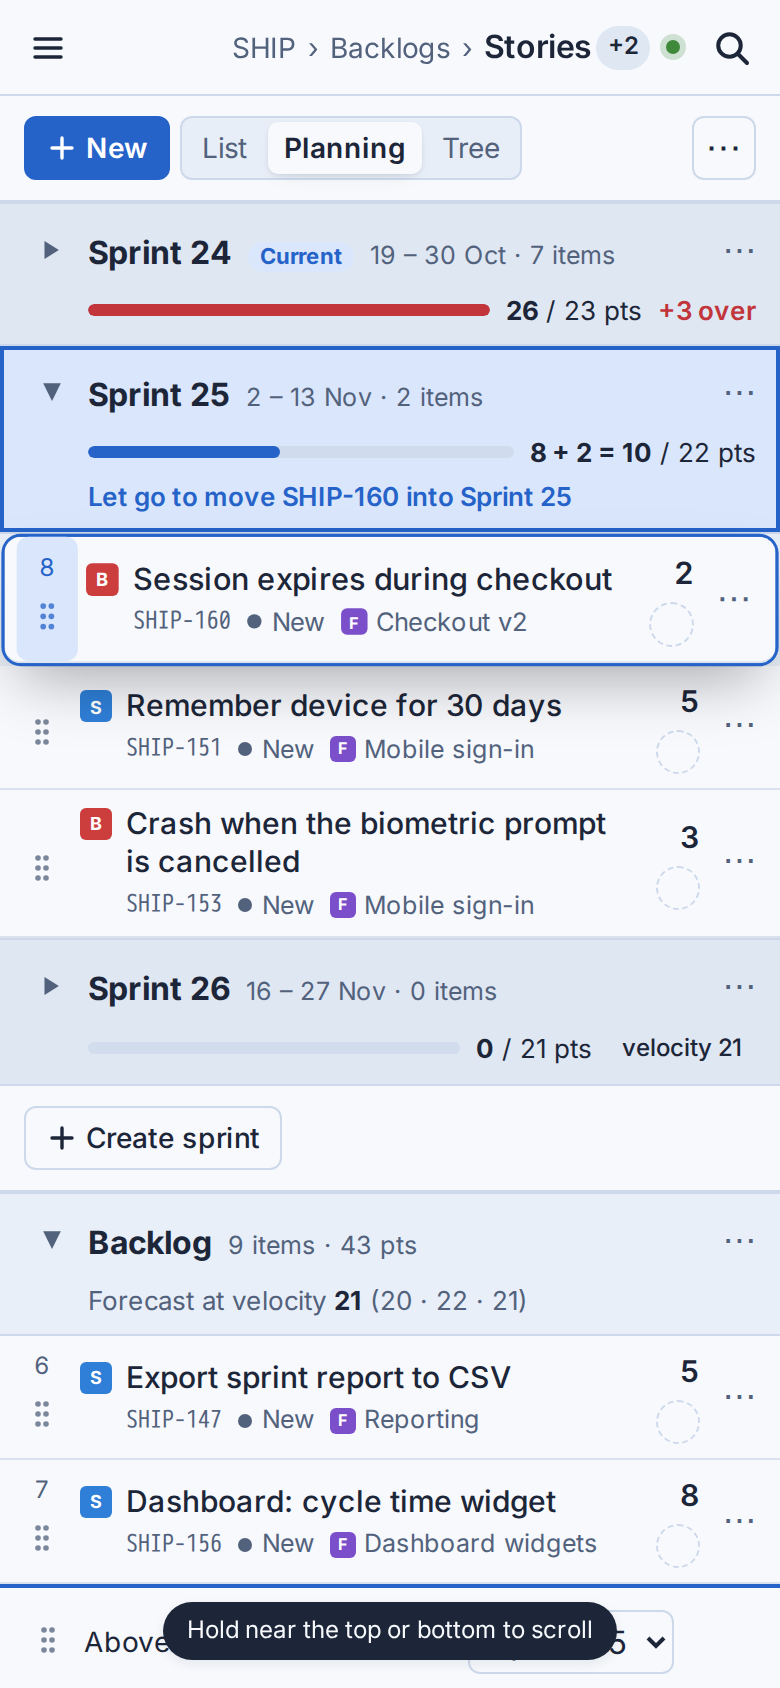 SHIP › Backlogs › Stories +2
+ New List Planning Tree ...
Sprint 24 Current 19 – 30 Oct · 7 items ...
26 / 23 pts +3 over
Sprint 25 2 – 13 Nov · 2 items ...
8 + 2 = 10 / 22 pts
Let go to move SHIP-160 into Sprint 25
8 B Session expires during checkout 2 ...
SHIP-160 New F Checkout v2
S Remember device for 30 days 5 ...
SHIP-151 New F Mobile sign-in
B Crash when the biometric prompt 3 ...
is cancelled
SHIP-153 New F Mobile sign-in
Sprint 26 16 – 27 Nov · 0 items ...
0 / 21 pts velocity 21
+ Create sprint
Backlog 9 items · 43 pts ...
Forecast at velocity 21 (20 · 22 · 21)
6 S Export sprint report to CSV 5 ...
SHIP-147 New F Reporting
7 S Dashboard: cycle time widget 8 ...
SHIP-156 New F Dashboard widgets
Above 5
Hold near the top or bottom to scroll